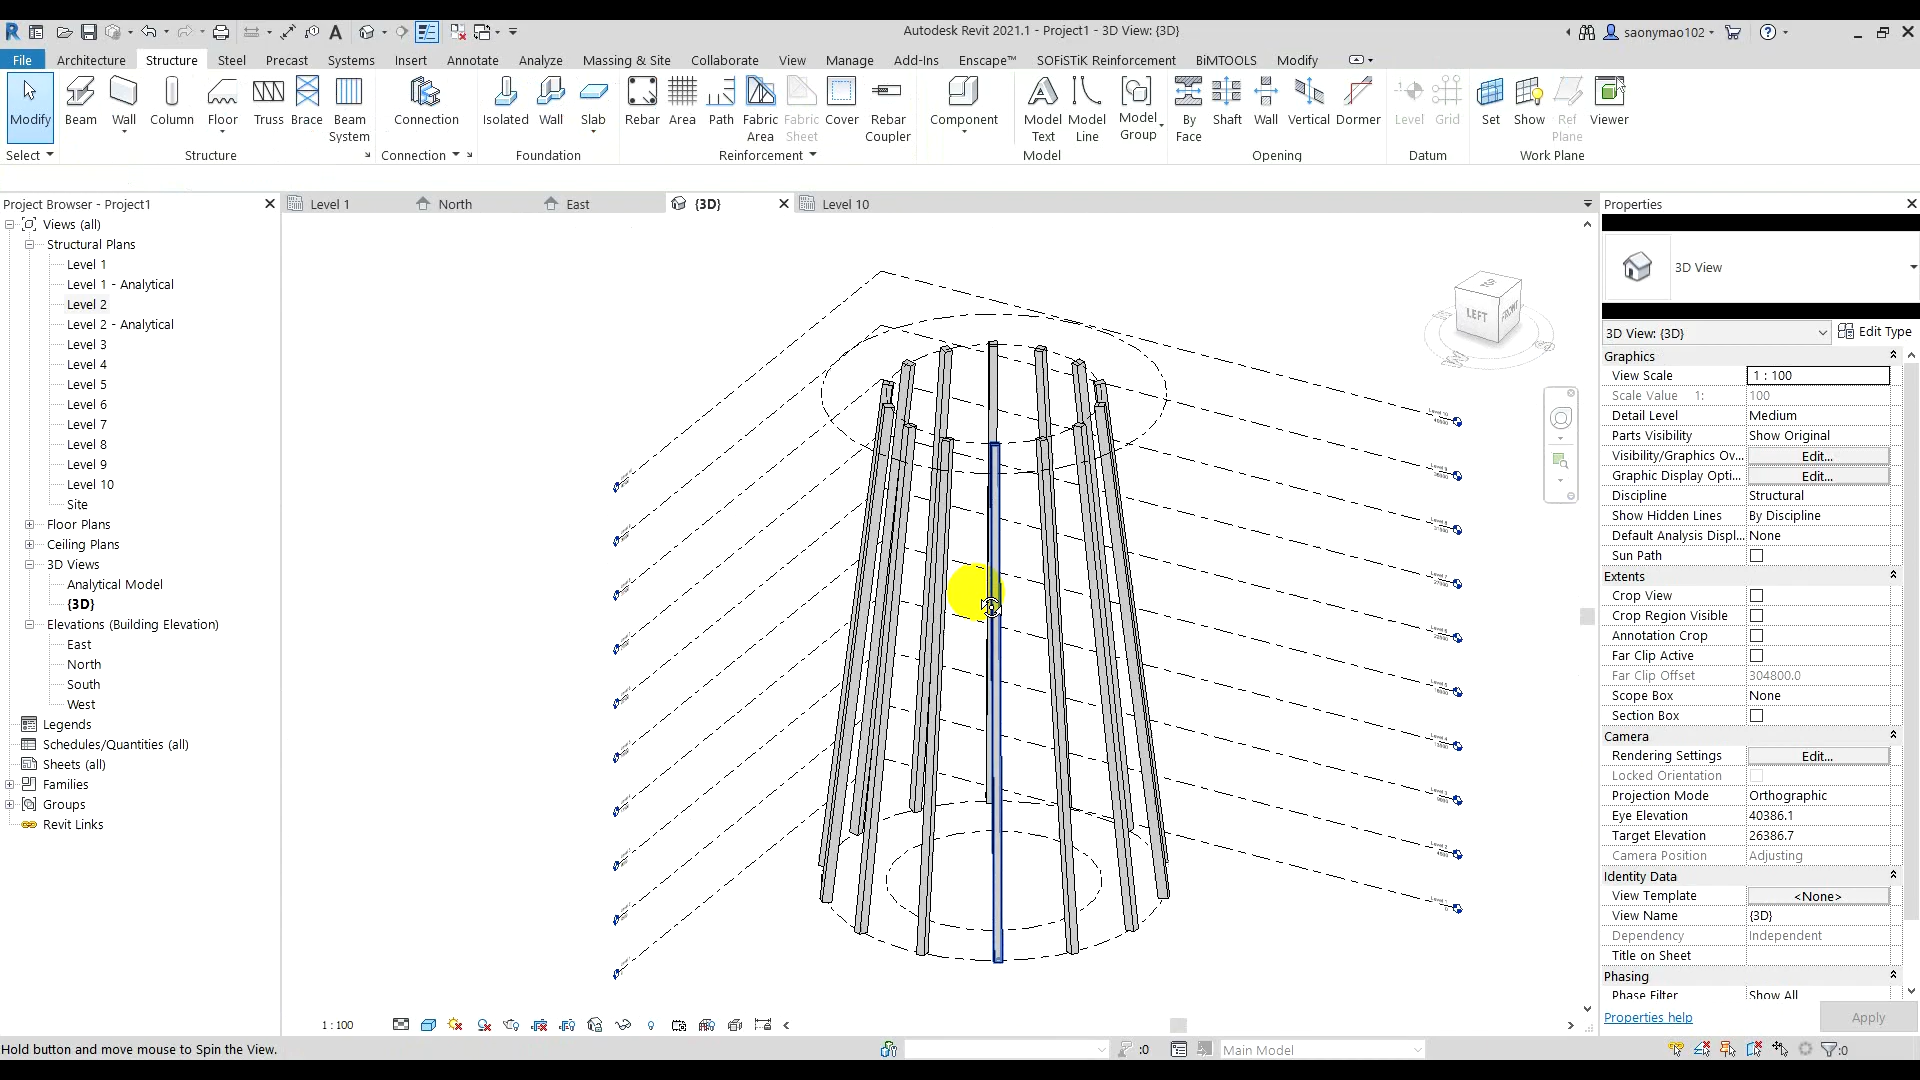 Autodesk Revit 2021.1 - Project1 - 3D View: {3D}
saonymao102
File Architecture Structure Steel Precast Systems Insert Annotate Analyze Massing & Site Collaborate View Manage Add-Ins Enscape™ SOFiSTiK Reinforcement BiMTOOLS Modify
Modify Beam Wall Column Floor Truss Brace Beam System Connection Isolated Wall Slab Rebar Area Path Fabric Area Fabric Sheet Cover Rebar Coupler Component Model Text Model Line Model Group By Face Shaft Wall Vertical Dormer Level Grid Set Show Ref Plane Viewer
Select Structure Connection Foundation Reinforcement Model Opening Datum Work Plane
Project Browser - Project1
Level 1 North East {3D} Level 10
Properties
Views (all)
Structural Plans
Level 1
Level 1 - Analytical
Level 2
Level 2 - Analytical
Level 3
Level 4
Level 5
Level 6
Level 7
Level 8
Level 9
Level 10
Site
Floor Plans
Ceiling Plans
3D Views
Analytical Model
{3D}
Elevations (Building Elevation)
East
North
South
West
Legends
Schedules/Quantities (all)
Sheets (all)
Families
Groups
Revit Links
LEFT FRONT
3D View
3D View: {3D} Edit Type
Graphics
View Scale 1 : 100
Scale Value 1: 100
Detail Level Medium
Parts Visibility Show Original
Visibility/Graphics Ov... Edit...
Graphic Display Opti... Edit...
Discipline Structural
Show Hidden Lines By Discipline
Default Analysis Displ... None
Sun Path
Extents
Crop View
Crop Region Visible
Annotation Crop
Far Clip Active
Far Clip Offset 304800.0
Scope Box None
Section Box
Camera
Rendering Settings Edit...
Locked Orientation
Projection Mode Orthographic
Eye Elevation 40386.1
Target Elevation 26386.7
Camera Position Adjusting
Identity Data
View Template <None>
View Name {3D}
Dependency Independent
Title on Sheet
Phasing
Phase Filter Show All
Properties help Apply
1 : 100
Hold button and move mouse to Spin the View.
:0
Main Model
:0